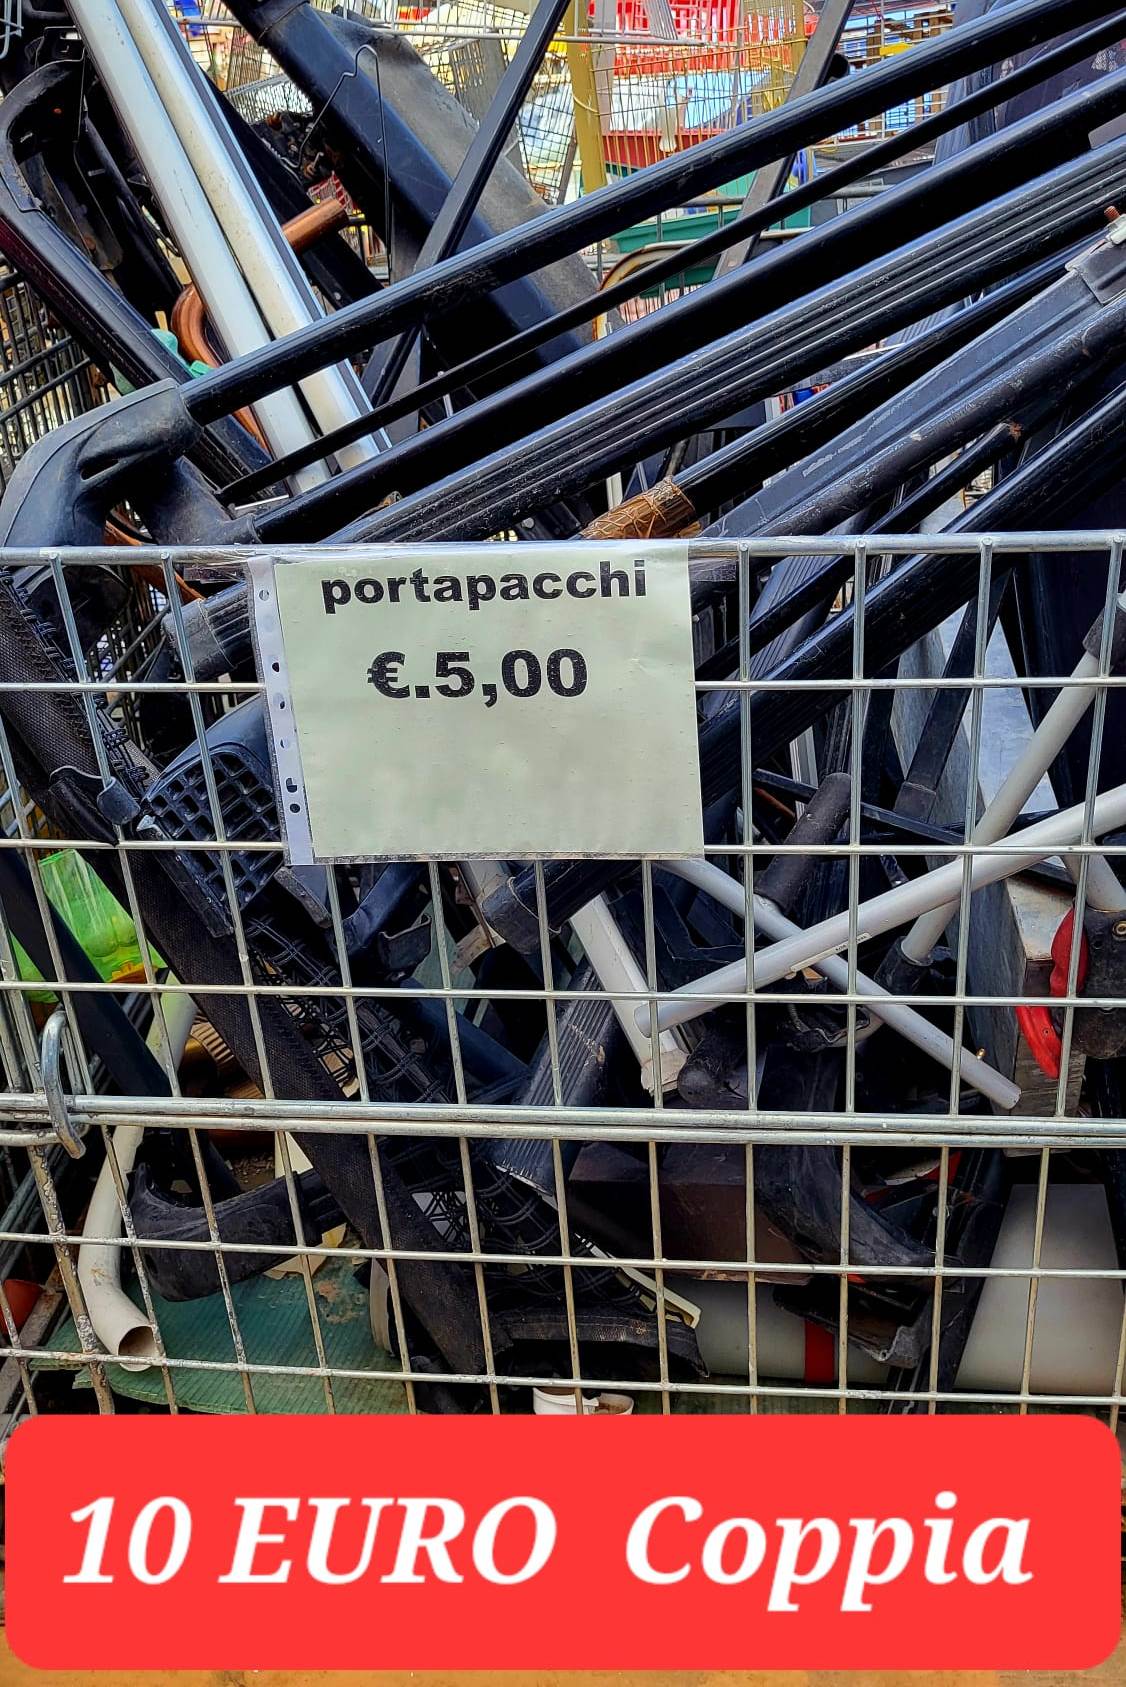 portapacchi
€.5,00
10 EURO Coppia